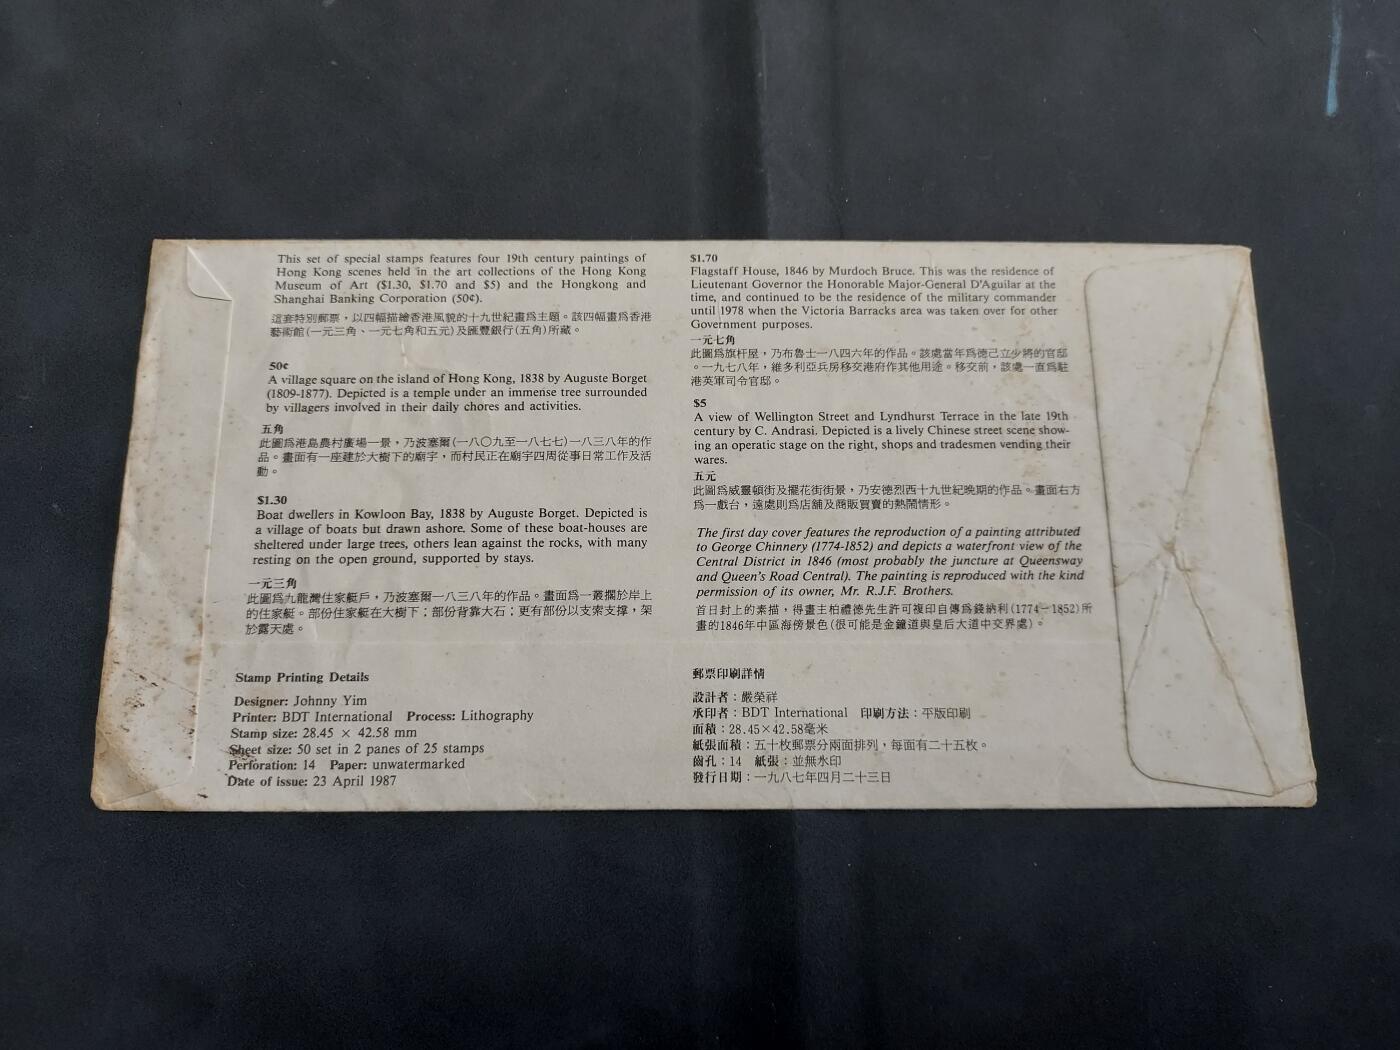 This set of special stamps features four 19th century paintings of
Hong Kong scenes held in the art collections of the Hong Kong
Museum of Art ($1.30, $1.70 and $5) and the Hongkong and
Shanghai Banking Corporation (50¢).
這套特別郵票，以四幅描繪香港風貌的十九世紀畫爲主題。該四幅畫爲香港
藝術館(一元三角、一元七角和五元)及匯豐銀行(五角)所藏。
50¢
A village square on the island of Hong Kong, 1838 by Auguste Borget
(1809-1877). Depicted is a temple under an immense tree surrounded
by villagers involved in their daily chores and activities.
五角
此圖爲港島農村廣場一景，乃波塞爾(一八〇九至一八七七)一八三八年的作
品。畫面有一座建於大樹下的廟宇，而村民正在廟宇四周從事日常工作及活
動。
$1.30
Boat dwellers in Kowloon Bay, 1838 by Auguste Borget. Depicted is
a village of boats but drawn ashore. Some of these boat-houses are
sheltered under large trees, others lean against the rocks, with many
resting on the open ground, supported by stays.
一元三角
此圖爲九龍灣住家艇戶，乃波塞爾一八三八年的作品。畫面爲一叢擱於岸上
的住家艇。部份住家艇在大樹下；部份背靠大石；更有部份以支索支撐，架
於露天處。
Stamp Printing Details
Designer: Johnny Yim
Printer: BDT International Process: Lithography
Stamp size: 28.45 × 42.58 mm
Sheet size: 50 set in 2 panes of 25 stamps
Perforation: 14 Paper: unwatermarked
Date of issue: 23 April 1987
$1.70
Flagstaff House, 1846 by Murdoch Bruce. This was the residence of
Lieutenant Governor the Honorable Major-General D'Aguilar at the
time, and continued to be the residence of the military commander
until 1978 when the Victoria Barracks area was taken over for other
Government purposes.
一元七角
此圖爲旗杆屋，乃布魯士一八四六年的作品。該處當年爲德己立少將的官邸
。一九七八年，維多利亞兵房移交港府作其他用途。移交前，該處一直爲駐
港英軍司令官邸。
$5
A view of Wellington Street and Lyndhurst Terrace in the late 19th
century by C. Andrasi. Depicted is a lively Chinese street scene show-
ing an operatic stage on the right, shops and tradesmen vending their
wares.
五元
此圖爲威靈頓街及擺花街街景，乃安德烈西十九世紀晚期的作品。畫面右方
爲一戲台，遠處則爲店舖及商販買賣的熱鬧情形。
The first day cover features the reproduction of a painting attributed
to George Chinnery (1774-1852) and depicts a waterfront view of the
Central District in 1846 (most probably the juncture at Queensway
and Queen's Road Central). The painting is reproduced with the kind
permission of its owner, Mr. R.J.F. Brothers.
首日封上的素描，得畫主柏禮德先生許可複印自傳爲錢納利(1774－1852)所
畫的1846年中區海傍景色(很可能是金鐘道與皇后大道中交界處)。
郵票印刷詳情
設計者：嚴榮祥
承印者：BDT International 印刷方法：平版印刷
面積：28.45×42.58毫米
紙張面積：五十枚郵票分兩面排列，每面有二十五枚。
齒孔：14 紙張：並無水印
發行日期：一九八七年四月二十三日